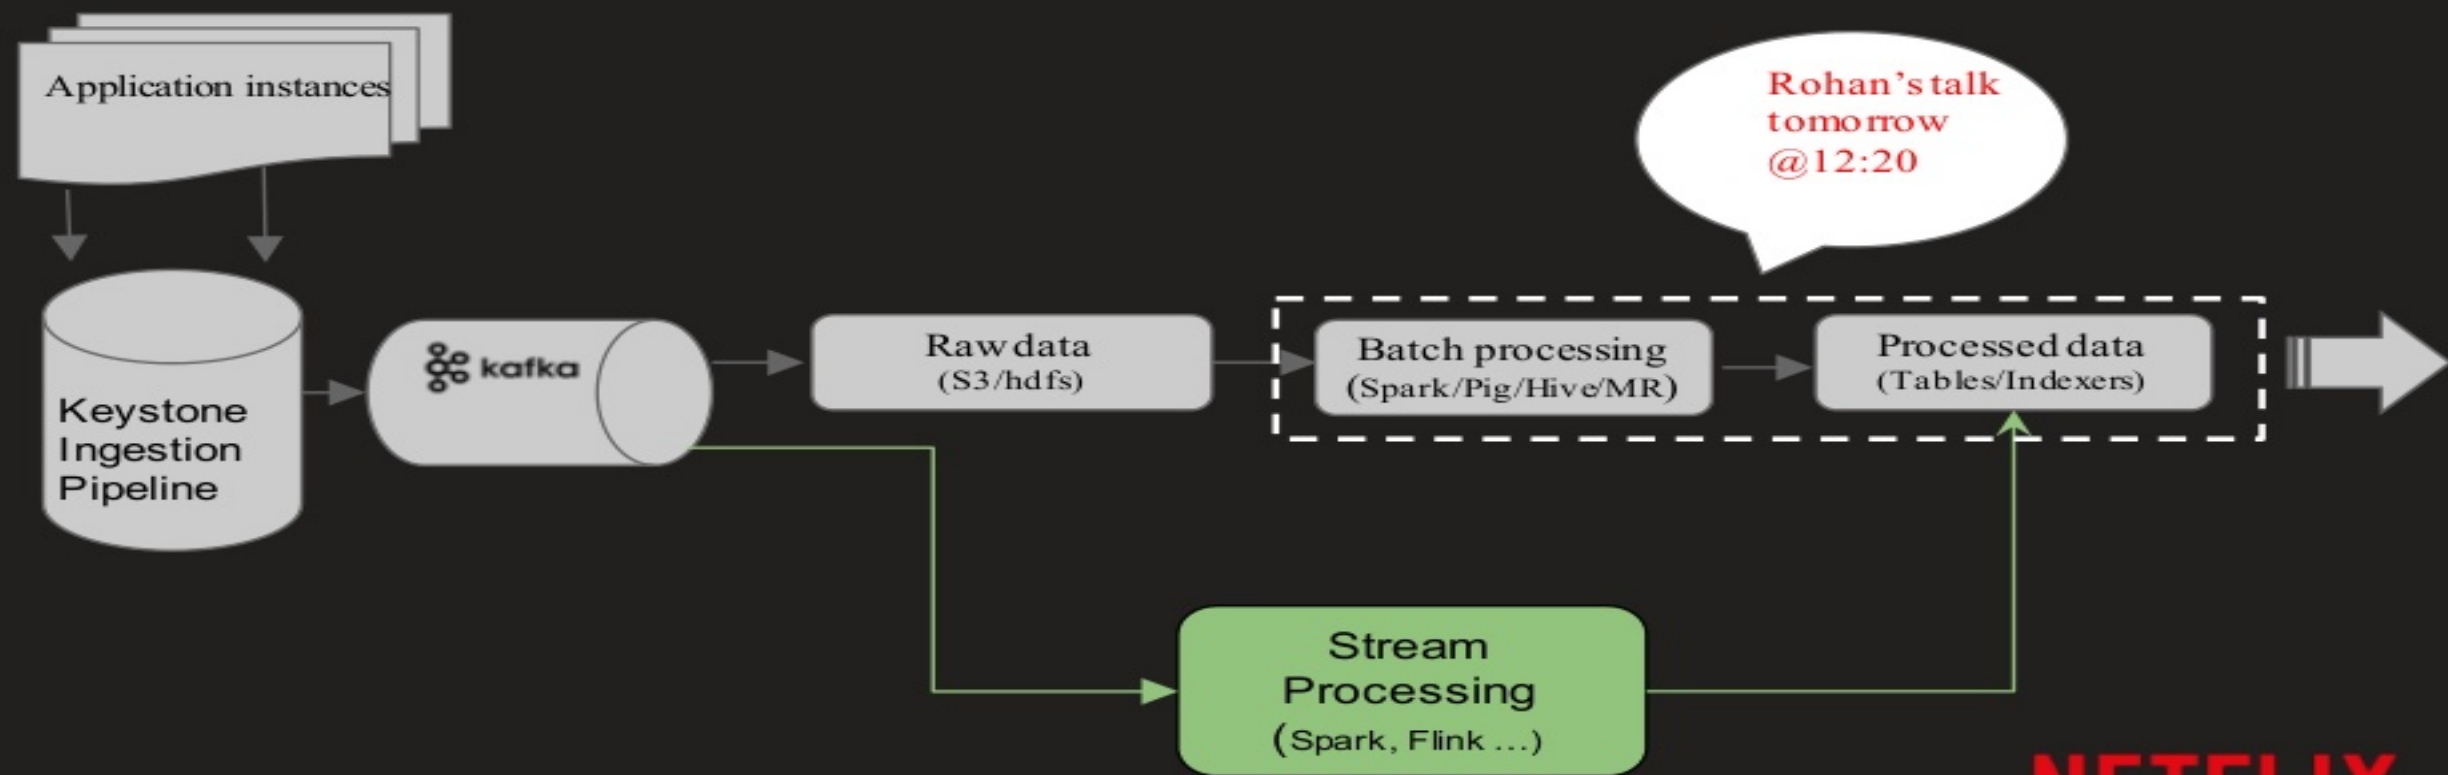 Application instances
Rohan's talk
tomorrow
@12:20
Keystone
Ingestion
Pipeline
kafka
Raw data
(S3/hdfs)
Batch processing
(Spark/Pig/Hive/MR)
Processed data
(Tables/Indexers)
Stream
Processing
(Spark, Flink ...)
NETFLIX